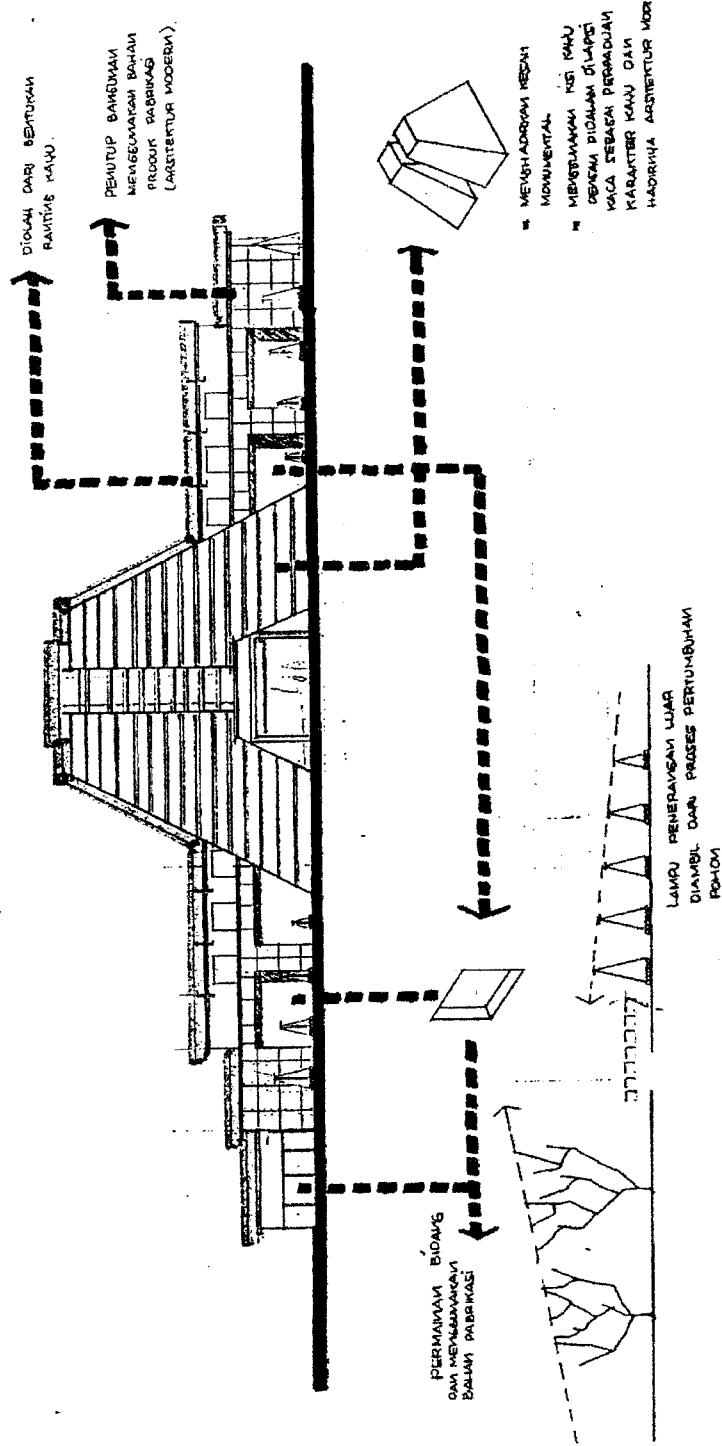 DIOLAH DARI BENTUKAN
RANTING KAYU.
PENUTUP BANGUNAN
MENGGUNAKAN BAHAN
PRODUK PABRIKASI
(ARSITEKTUR MODERN).
▪ MENGHADIRKAN KESAN
MONUMENTAL
▪ MENGGUNAKAN KISI KAYU
DENGAN DIDALAM DILAPISI
KACA SEBAGAI PERPADUAN
KARAKTER KAYU DAN
HADIRNYA ARSITEKTUR MODE
PERMAINAN BIDANG
DAN MENGGUNAKAN
BAHAN PABRIKASI
LAMPU PENERANGAN LUAR
DIAMBIL DARI PROSES PERTUMBUHAN
POHON